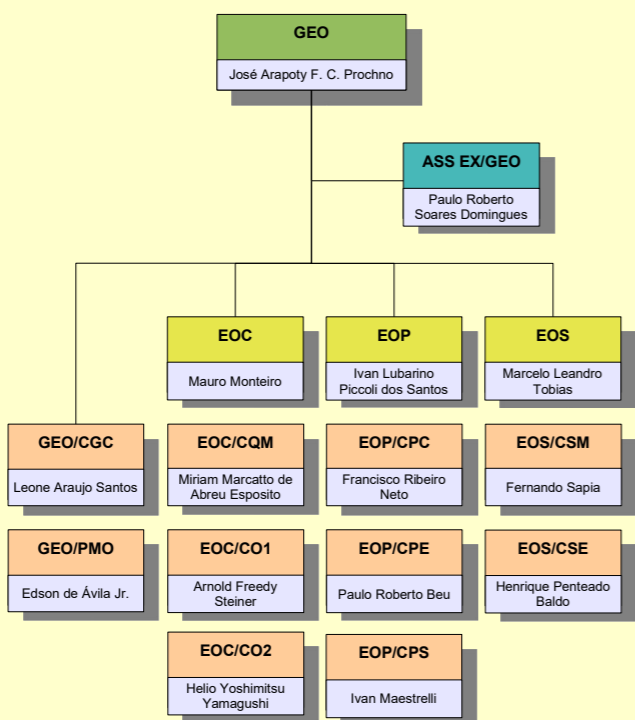 GEO
José Arapoty F. C. Prochno
ASS EX/GEO
Paulo Roberto
Soares Domingues
EOC
Mauro Monteiro
EOP
Ivan Lubarino
Piccoli dos Santos
EOS
Marcelo Leandro
Tobias
GEO/CGC
Leone Araujo Santos
EOC/CQM
Miriam Marcatto de
Abreu Esposito
EOP/CPC
Francisco Ribeiro
Neto
EOS/CSM
Fernando Sapia
GEO/PMO
Edson de Ávila Jr.
EOC/CO1
Arnold Freedy
Steiner
EOP/CPE
Paulo Roberto Beu
EOS/CSE
Henrique Penteado
Baldo
EOC/CO2
Helio Yoshimitsu
Yamagushi
EOP/CPS
Ivan Maestrelli